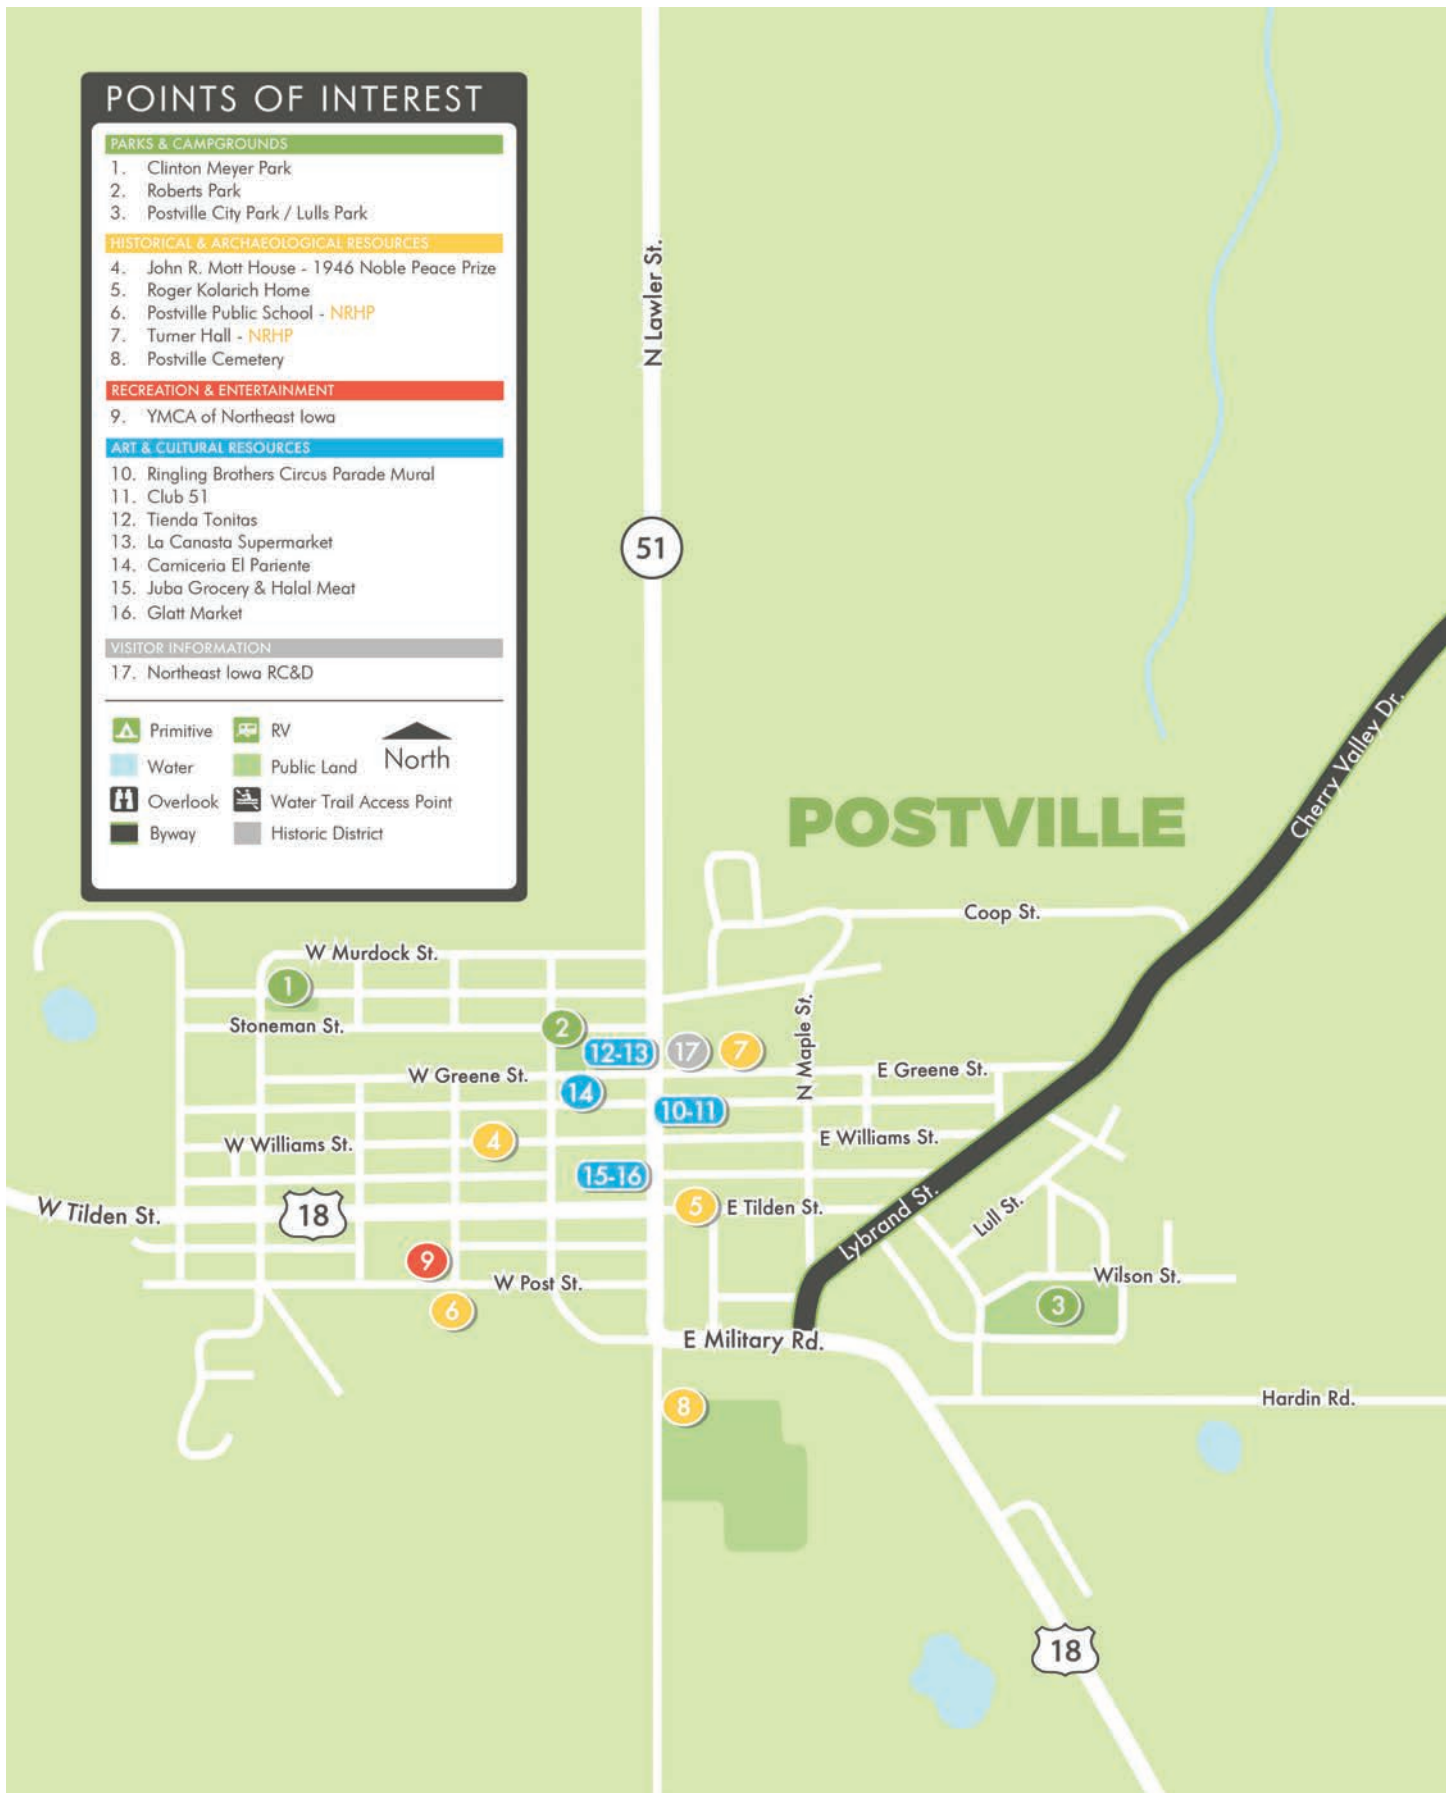 POINTS OF INTEREST
PARKS & CAMPGROUNDS
1. Clinton Meyer Park
2. Roberts Park
3. Postville City Park / Lulls Park
HISTORICAL & ARCHAEOLOGICAL RESOURCES
4. John R. Mott House - 1946 Noble Peace Prize
5. Roger Kolarich Home
6. Postville Public School - NRHP
7. Turner Hall - NRHP
8. Postville Cemetery
RECREATION & ENTERTAINMENT
9. YMCA of Northeast Iowa
ART & CULTURAL RESOURCES
10. Ringling Brothers Circus Parade Mural
11. Club 51
12. Tienda Tonitas
13. La Canasta Supermarket
14. Carniceria El Pariente
15. Juba Grocery & Halal Meat
16. Glatt Market
VISITOR INFORMATION
17. Northeast Iowa RC&D
Primitive
RV
Water
Public Land
North
Overlook
Water Trail Access Point
Byway
Historic District
N Lawler St.
51
Cherry Valley Dr.
POSTVILLE
Coop St.
W Murdock St.
1
Stoneman St.
2
12-13
17
7
N Maple St.
W Greene St.
E Greene St.
14
10-11
W Williams St.
4
E Williams St.
15-16
W Tilden St.
18
5
E Tilden St.
Lybrand St.
Lull St.
9
W Post St.
Wilson St.
6
3
E Military Rd.
8
Hardin Rd.
18